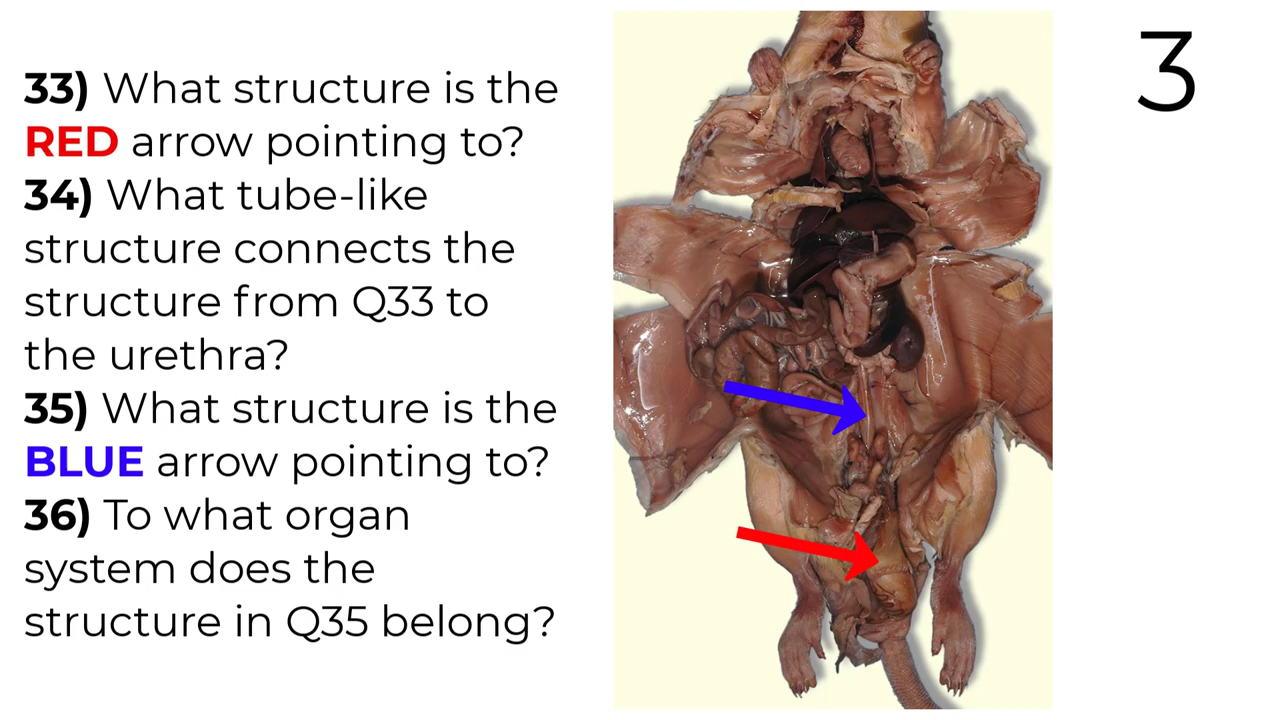 33) What structure is the
RED arrow pointing to?
34) What tube-like
structure connects the
structure from Q33 to
the urethra?
35) What structure is the
BLUE arrow pointing to?
36) To what organ
system does the
structure in Q35 belong?
3